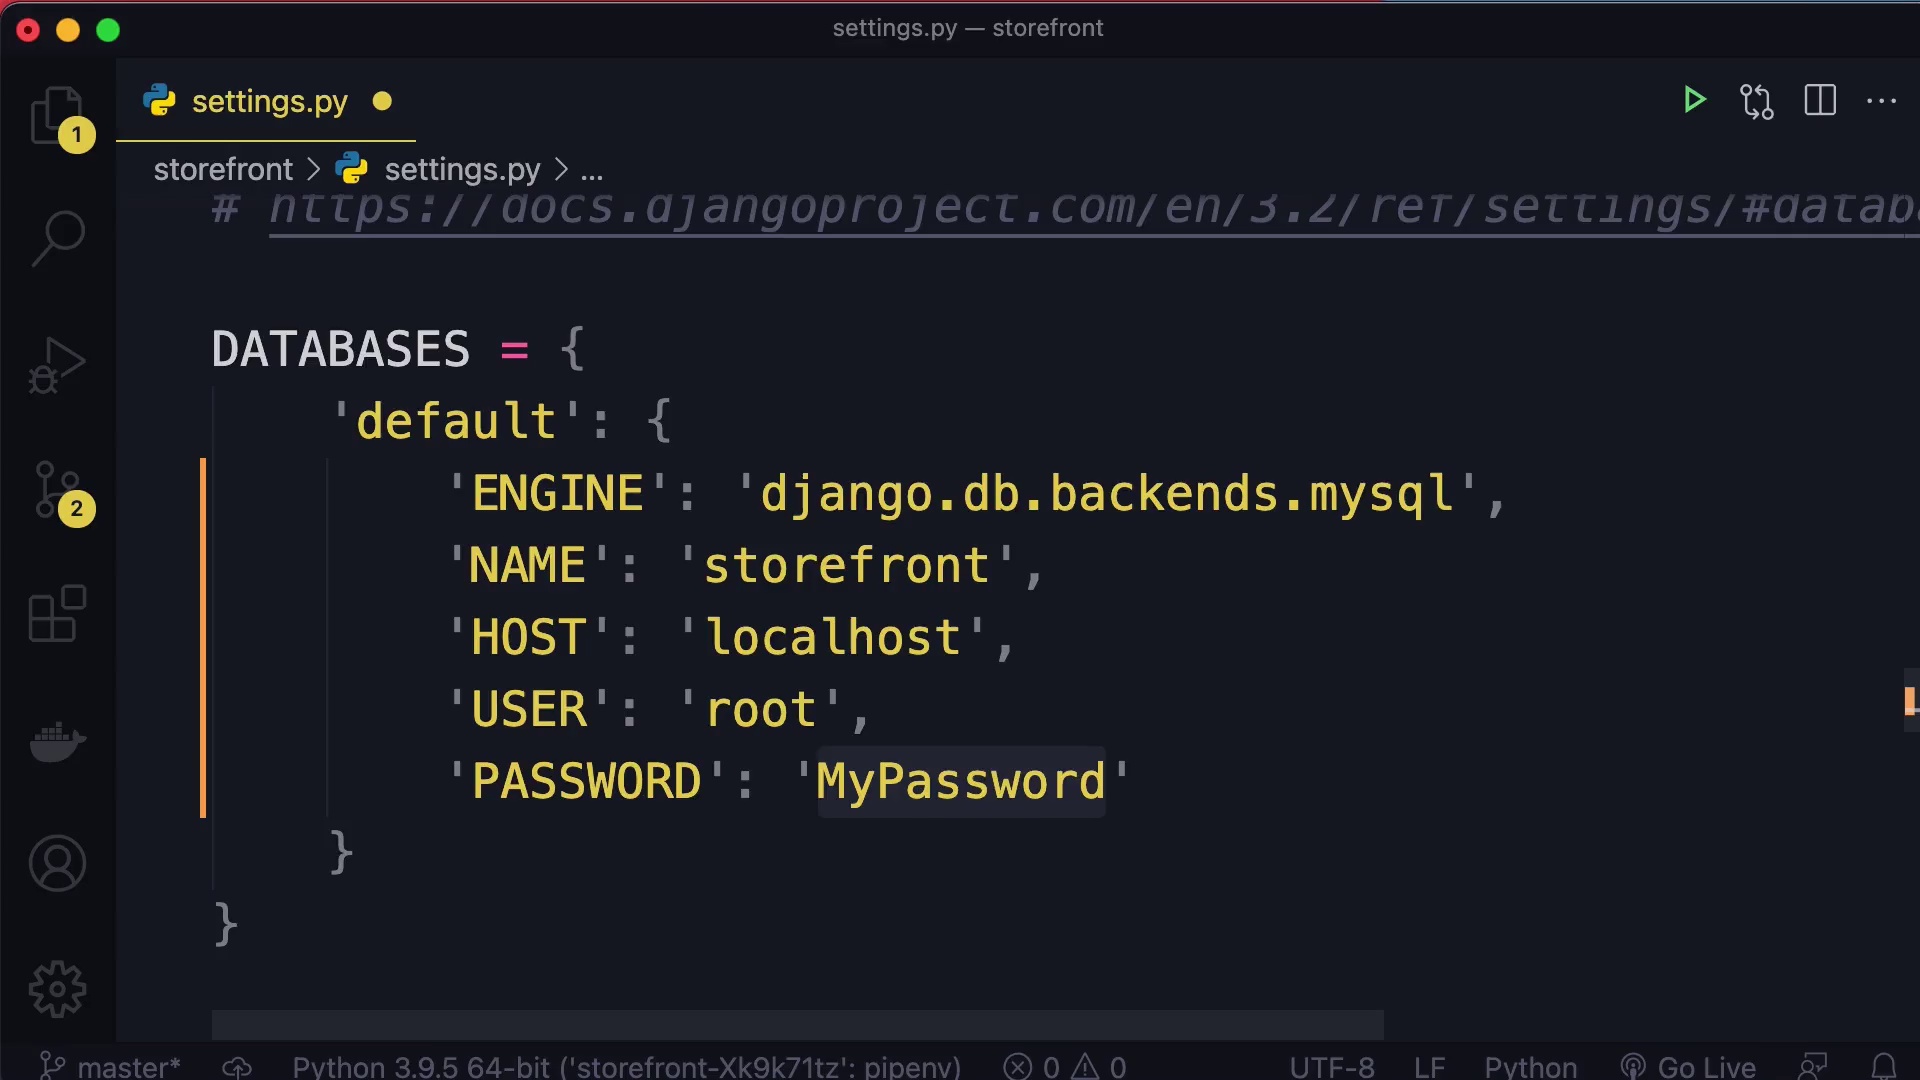 settings.py — storefront
settings.py
1
storefront > settings.py > ...
# https://docs.djangoproject.com/en/3.2/ref/settings/#datab
DATABASES = {
'default': {
'ENGINE': 'django.db.backends.mysql',
'NAME': 'storefront',
2
'HOST': 'localhost',
'USER': 'root',
'PASSWORD': 'MyPassword'
}
}
master* Python 3.9.5 64-bit ('storefront-Xk9k71tz': pipenv) 0 0 UTF-8 LF Python Go Live